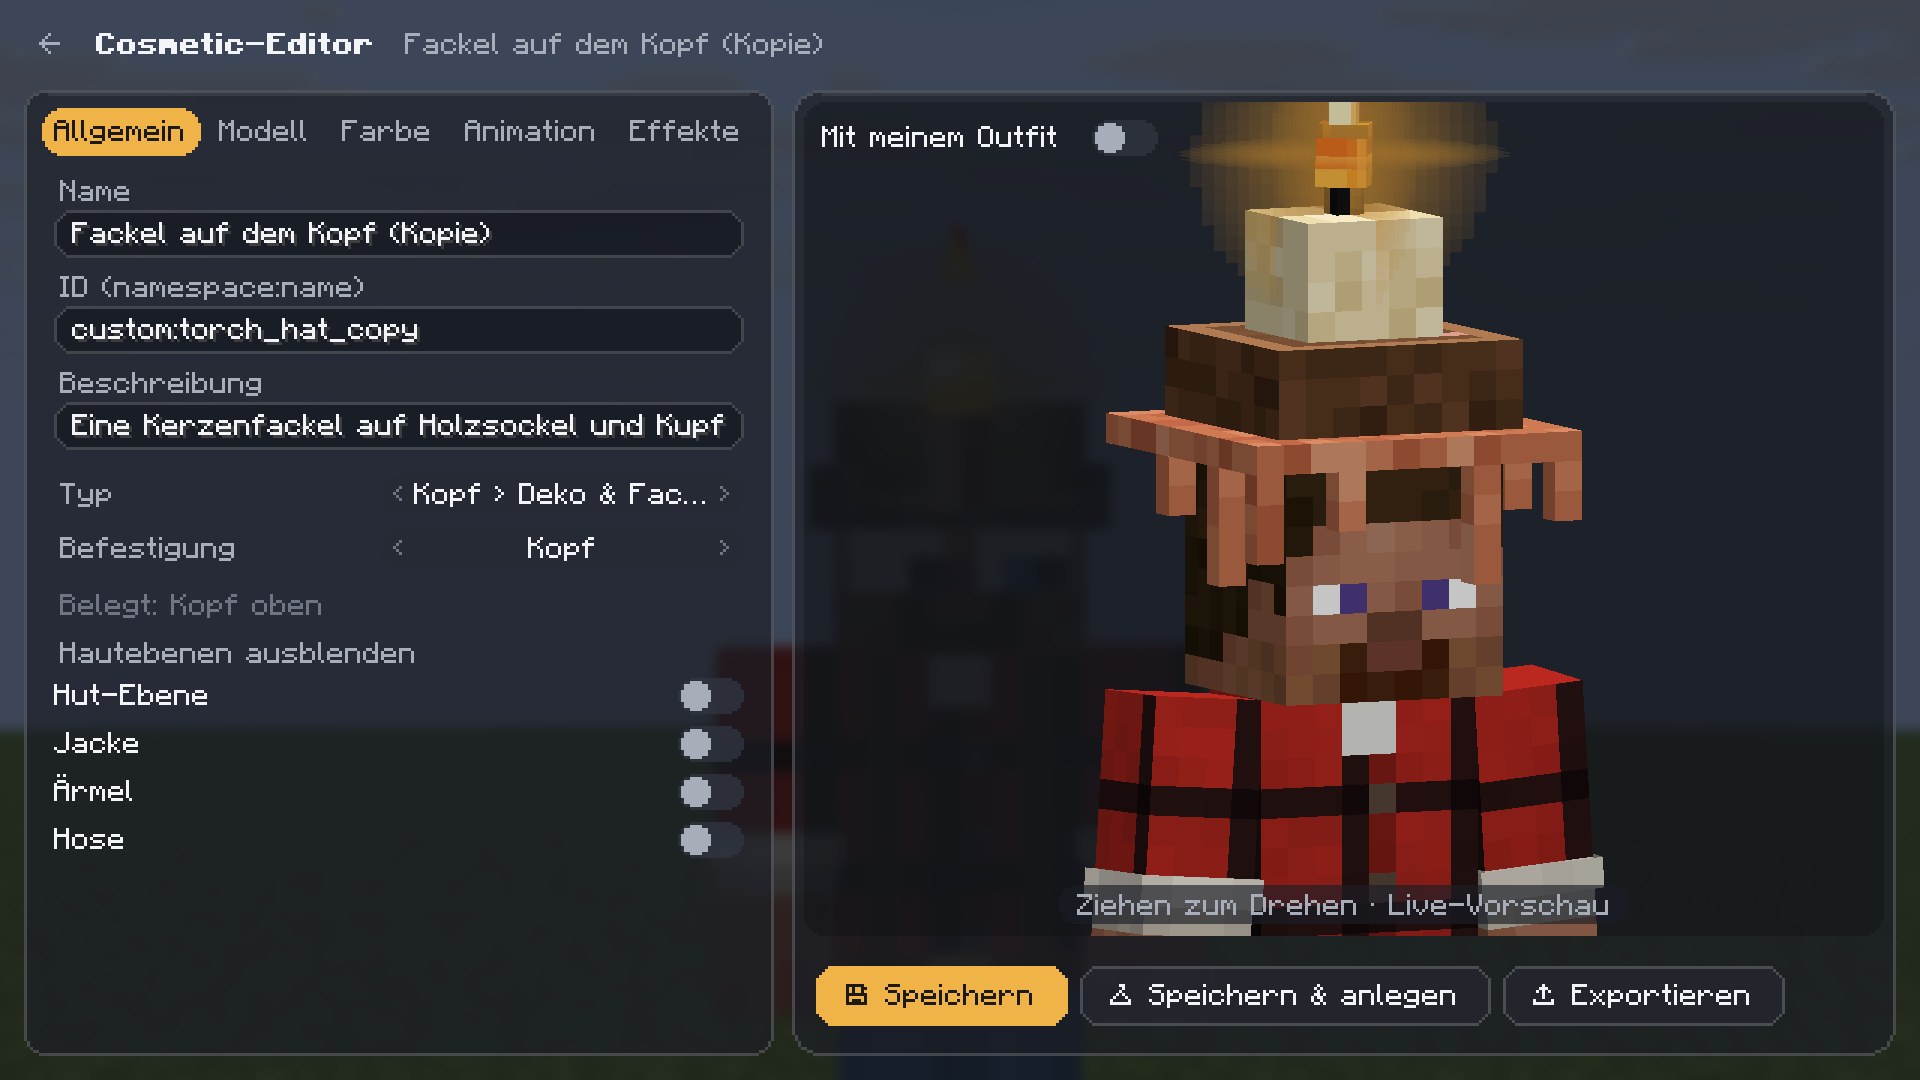 Cosmetic-Editor Fackel auf dem Kopf (Kopie)
Allgemein Modell Farbe Animation Effekte
Name
Fackel auf dem Kopf (Kopie)
ID (namespace:name)
custom:torch_hat_copy
Beschreibung
Eine Kerzenfackel auf Holzsockel und Kupf
Typ < Kopf > Deko & Fac... >
Befestigung < Kopf >
Belegt: Kopf oben
Hautebenen ausblenden
Hut-Ebene
Jacke
Ärmel
Hose
Mit meinem Outfit
Ziehen zum Drehen · Live-Vorschau
Speichern Speichern & anlegen Exportieren